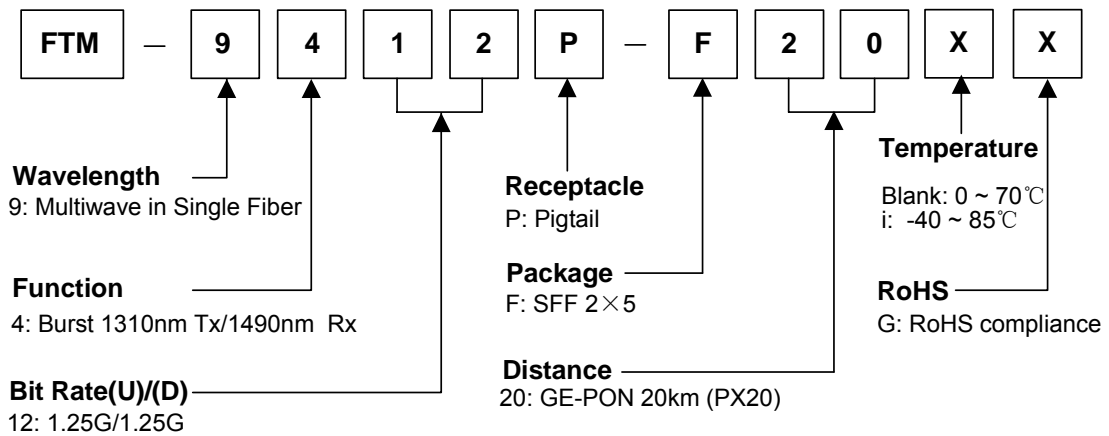 FTM – 9 4 1 2 P – F 2 0 X X
Wavelength
9: Multiwave in Single Fiber
Function
4: Burst 1310nm Tx/1490nm Rx
Bit Rate(U)/(D)
12: 1.25G/1.25G
Receptacle
P: Pigtail
Package
F: SFF 2×5
Distance
20: GE-PON 20km (PX20)
Temperature
Blank: 0 ~ 70℃
i: -40 ~ 85℃
RoHS
G: RoHS compliance